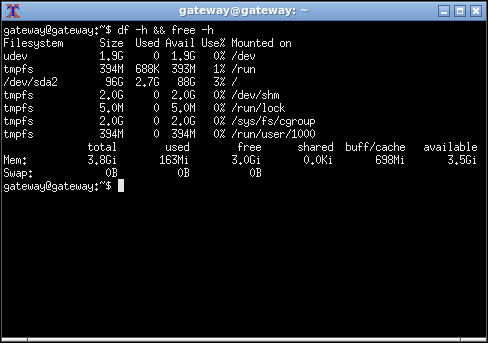 gateway@gateway: ~
gateway@gateway:~$ df -h && free -h
Filesystem      Size  Used Avail Use% Mounted on
udev            1.9G     0  1.9G   0% /dev
tmpfs           394M  688K  393M   1% /run
/dev/sda2        96G  2.7G   88G   3% /
tmpfs           2.0G     0  2.0G   0% /dev/shm
tmpfs           5.0M     0  5.0M   0% /run/lock
tmpfs           2.0G     0  2.0G   0% /sys/fs/cgroup
tmpfs           394M     0  394M   0% /run/user/1000
              total        used        free      shared  buff/cache   available
Mem:          3.8Gi       163Mi       3.0Gi       0.0Ki       698Mi       3.5Gi
Swap:            0B          0B          0B
gateway@gateway:~$